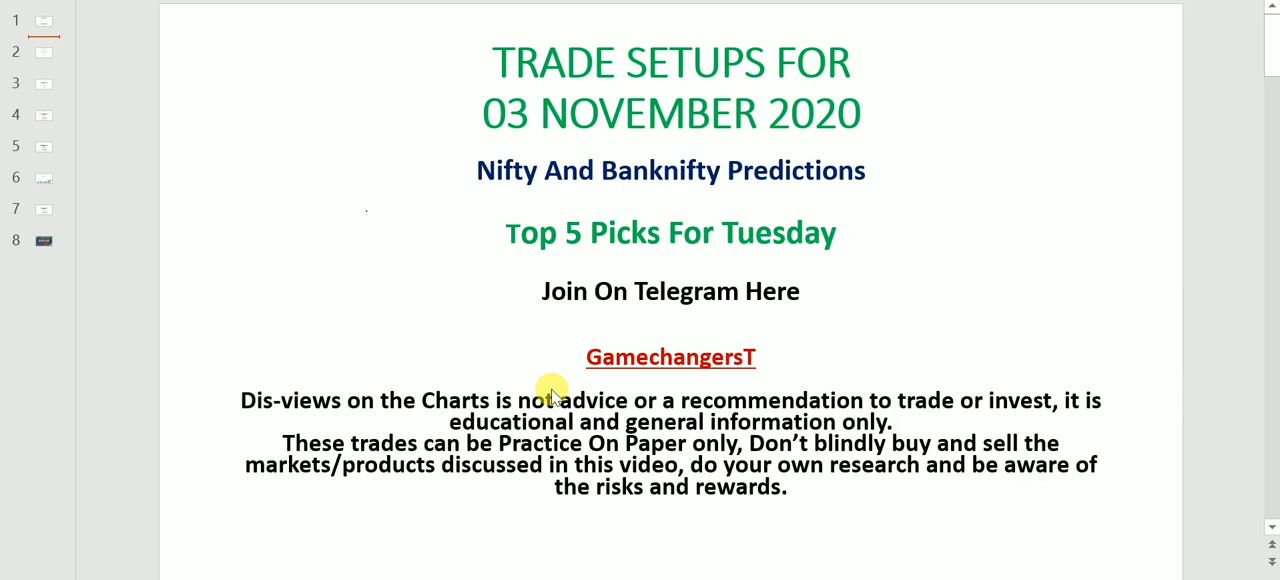 1
2
3
4
5
6
7
8
TRADE SETUPS FOR
03 NOVEMBER 2020
Nifty And Banknifty Predictions
Top 5 Picks For Tuesday
Join On Telegram Here
GamechangersT
Dis-views on the Charts is not advice or a recommendation to trade or invest, it is
educational and general information only.
These trades can be Practice On Paper only, Don’t blindly buy and sell the
markets/products discussed in this video, do your own research and be aware of
the risks and rewards.